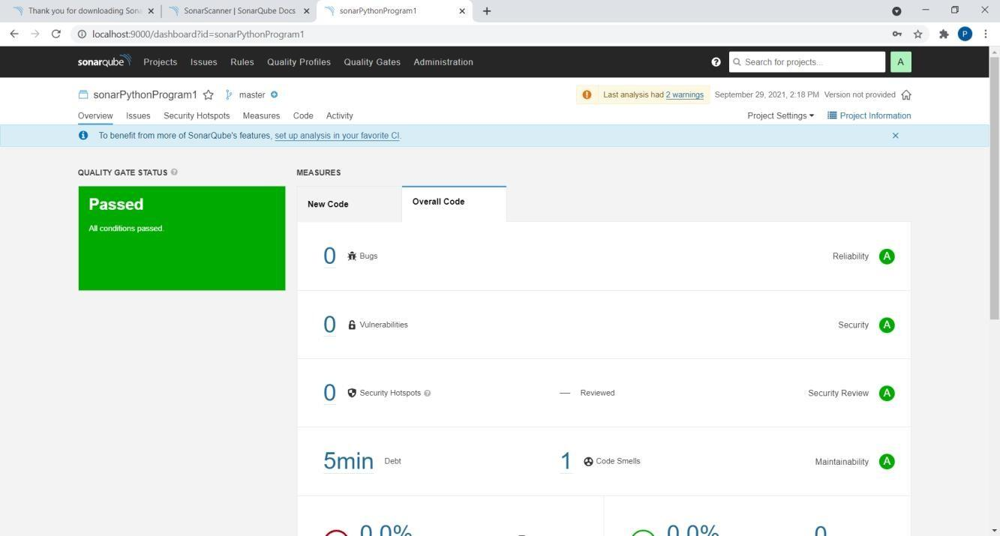 Thank you for downloading Sona
SonarScanner | SonarQube Docs
sonarPythonProgram1
localhost:9000/dashboard?id=sonarPythonProgram1
P
sonarqube Projects Issues Rules Quality Profiles Quality Gates Administration
Search for projects...
A
sonarPythonProgram1 master
Last analysis had 2 warnings September 29, 2021, 2:18 PM Version not provided
Overview Issues Security Hotspots Measures Code Activity
Project Settings Project Information
To benefit from more of SonarQube's features, set up analysis in your favorite CI.
QUALITY GATE STATUS
MEASURES
Passed
All conditions passed.
New Code
Overall Code
0 Bugs Reliability A
0 Vulnerabilities Security A
0 Security Hotspots — Reviewed Security Review A
5min Debt 1 Code Smells Maintainability A
0.0% 0.0% 0